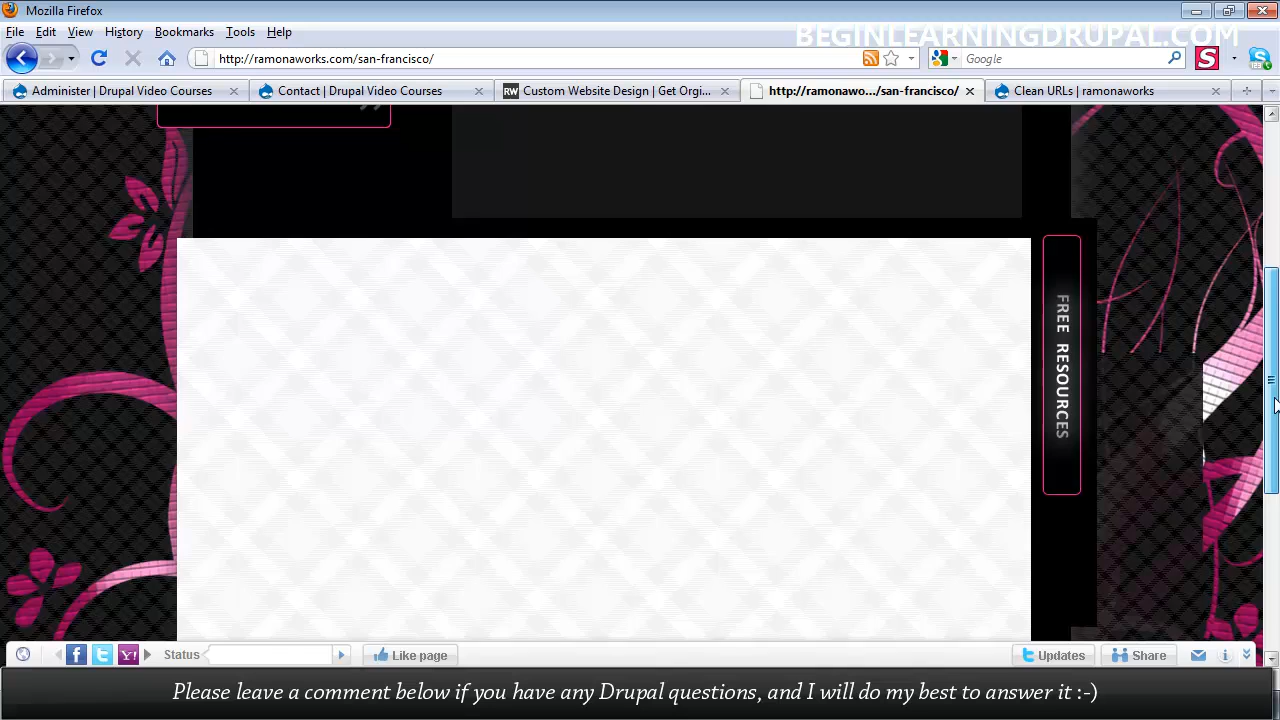 Mozilla Firefox
File Edit View History Bookmarks Tools Help
BEGINLEARNINGDRUPAL.COM
http://ramonaworks.com/san-francisco/
Google
S
Administer | Drupal Video Courses
Contact | Drupal Video Courses
RW Custom Website Design | Get Orgi...
http://ramonawo.../san-francisco/
Clean URLs | ramonaworks
FREE RESOURCES
Status
Like page
Updates
Share
Please leave a comment below if you have any Drupal questions, and I will do my best to answer it :-)